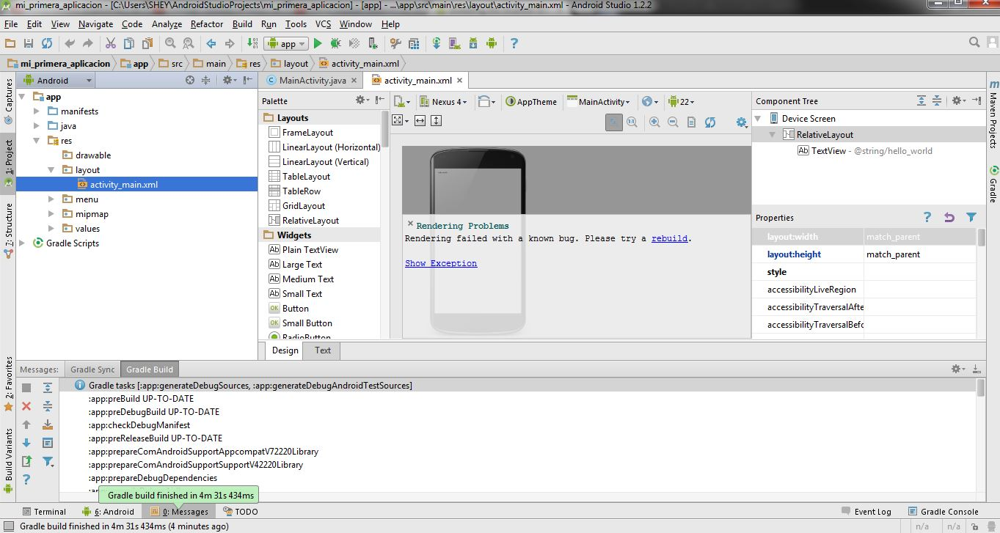 mi_primera_aplicacion - [C:\Users\SHEY\AndroidStudioProjects\mi_primera_aplicacion] - [app] - ...\app\src\main\res\layout\activity_main.xml - Android Studio 1.2.2
File Edit View Navigate Code Analyze Refactor Build Run Tools VCS Window Help
app
mi_primera_aplicacion app src main res layout activity_main.xml
Captures
1: Project
7: Structure
2: Favorites
Build Variants
Android
app
manifests
java
res
drawable
layout
activity_main.xml
menu
mipmap
values
Gradle Scripts
MainActivity.java activity_main.xml
Palette
Layouts
FrameLayout
LinearLayout (Horizontal)
LinearLayout (Vertical)
TableLayout
TableRow
GridLayout
RelativeLayout
Widgets
Ab Plain TextView
Ab Large Text
Ab Medium Text
Ab Small Text
OK Button
OK Small Button
RadioButton
Nexus 4 AppTheme MainActivity 22
1:1
Rendering Problems
Rendering failed with a known bug. Please try a rebuild.
Show Exception
Design Text
Component Tree
Device Screen
RelativeLayout
Ab TextView - @string/hello_world
Properties
layout:width match_parent
layout:height match_parent
style
accessibilityLiveRegion
accessibilityTraversalAfte
accessibilityTraversalBefo
m Maven Projects
Gradle
Messages: Gradle Sync Gradle Build
Gradle tasks [:app:generateDebugSources, :app:generateDebugAndroidTestSources]
:app:preBuild UP-TO-DATE
:app:preDebugBuild UP-TO-DATE
:app:checkDebugManifest
:app:preReleaseBuild UP-TO-DATE
:app:prepareComAndroidSupportAppcompatV72220Library
:app:prepareComAndroidSupportSupportV42220Library
:app:prepareDebugDependencies
Gradle build finished in 4m 31s 434ms
Terminal 6: Android 0: Messages TODO Event Log Gradle Console
Gradle build finished in 4m 31s 434ms (4 minutes ago) n/a n/a